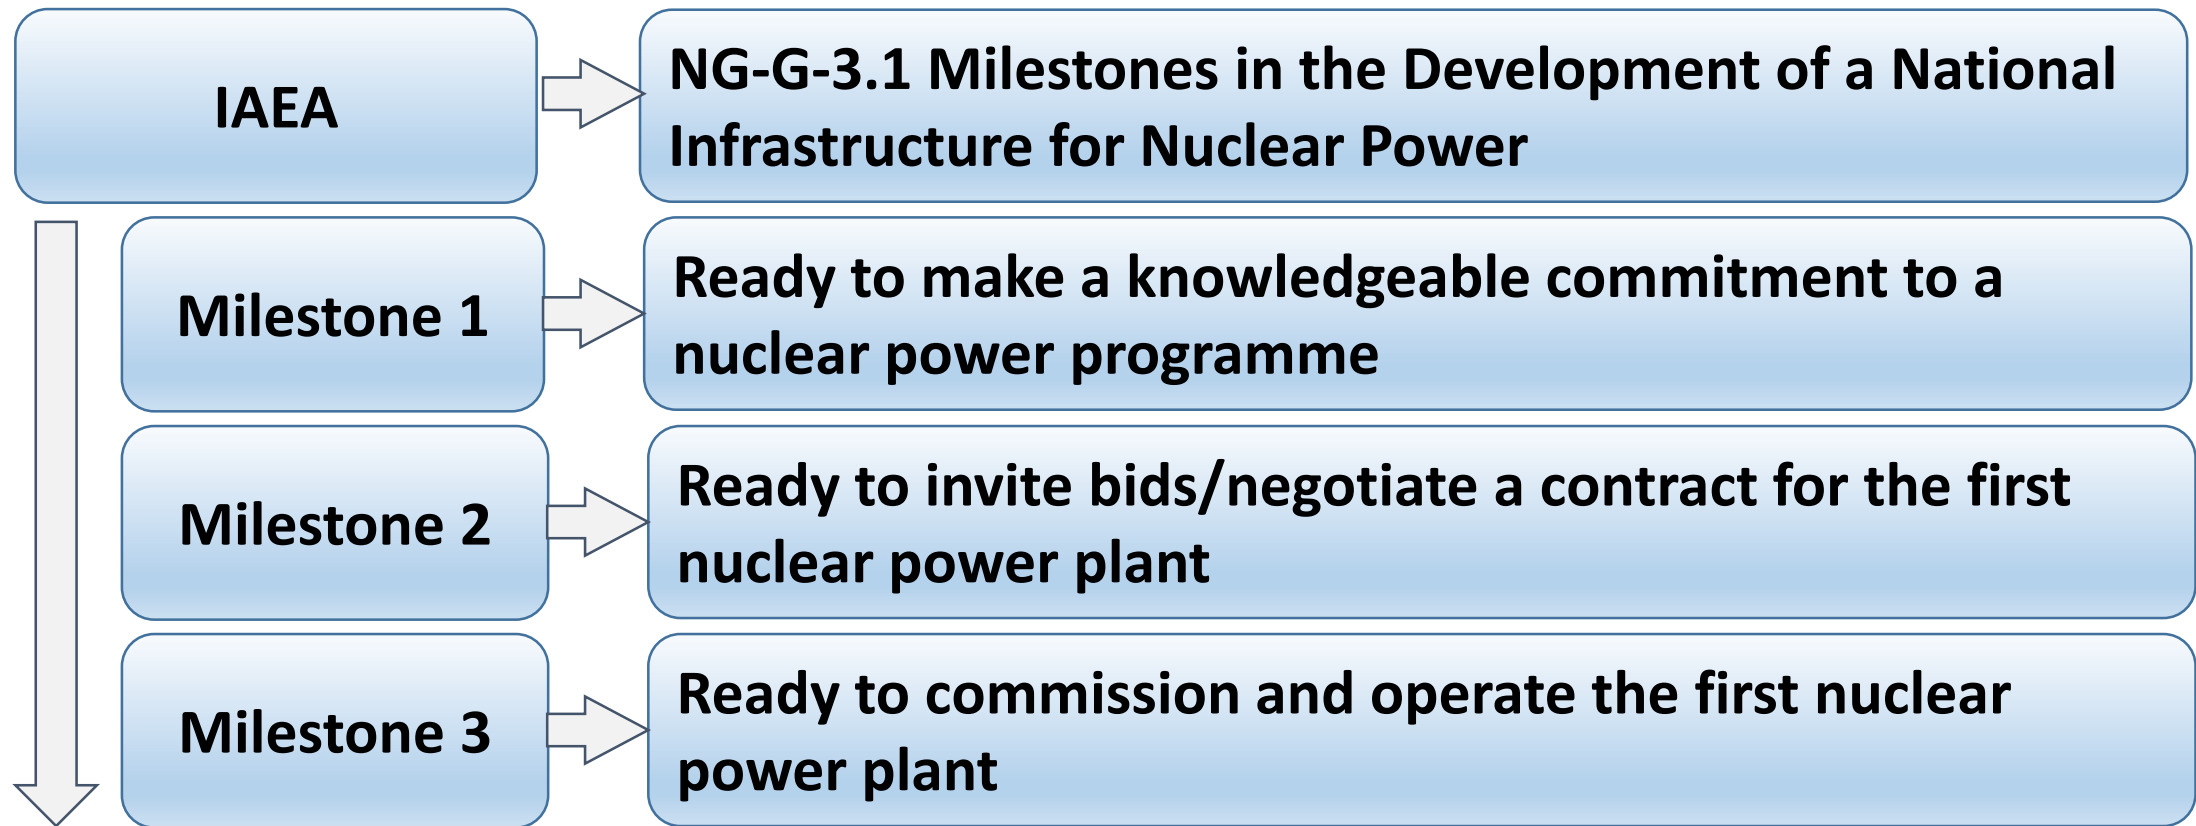 IAEA
NG-G-3.1 Milestones in the Development of a National
Infrastructure for Nuclear Power
Milestone 1
Ready to make a knowledgeable commitment to a
nuclear power programme
Milestone 2
Ready to invite bids/negotiate a contract for the first
nuclear power plant
Milestone 3
Ready to commission and operate the first nuclear
power plant